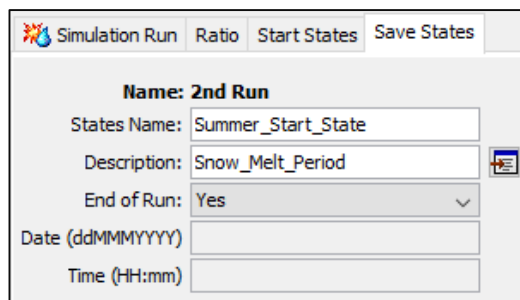 Simulation Run Ratio Start States Save States
Name: 2nd Run
States Name: Summer_Start_State
Description: Snow_Melt_Period
End of Run: Yes
Date (ddMMMYYYY)
Time (HH:mm)